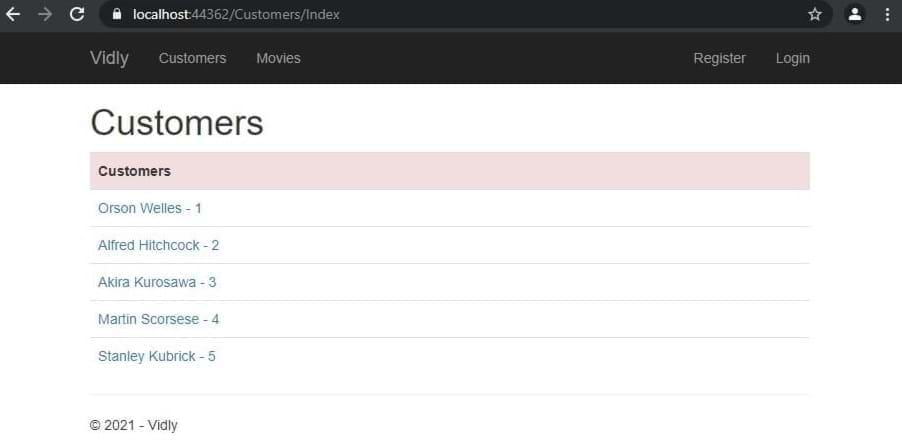 localhost:44362/Customers/Index
Vidly Customers Movies Register Login
Customers
Customers
Orson Welles - 1
Alfred Hitchcock - 2
Akira Kurosawa - 3
Martin Scorsese - 4
Stanley Kubrick - 5
© 2021 - Vidly